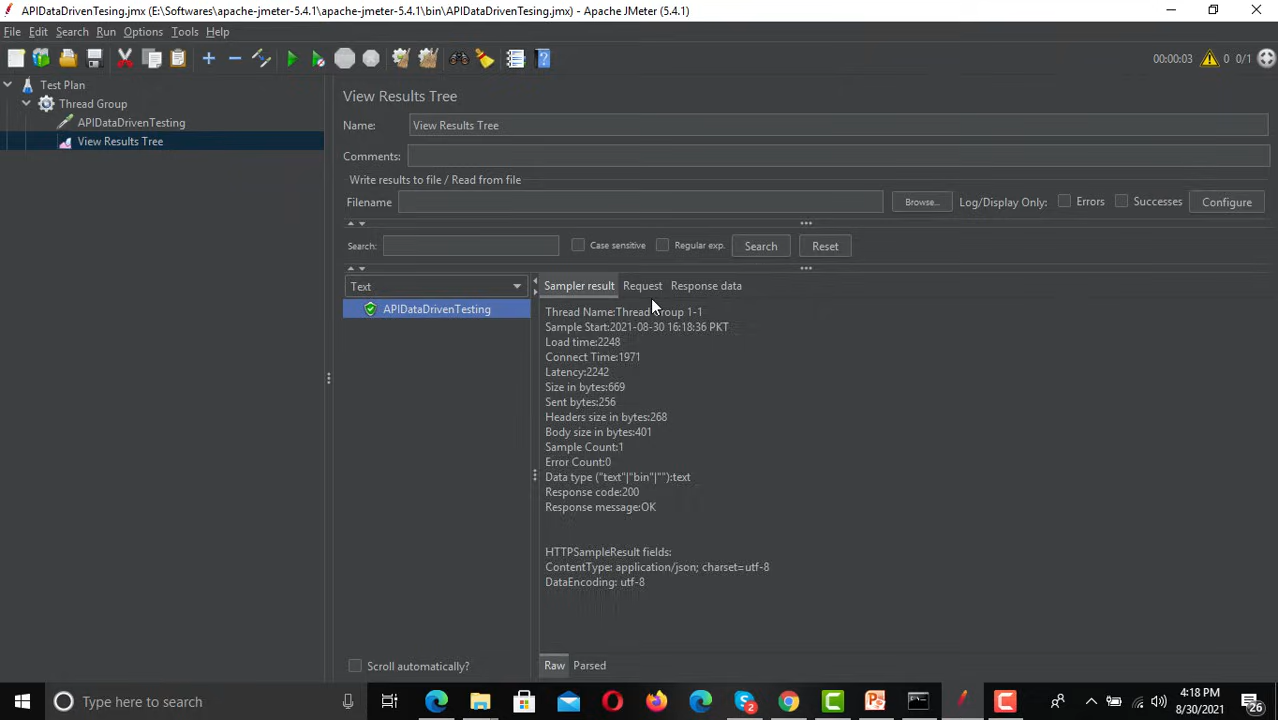 APIDataDrivenTesing.jmx (E:\Softwares\apache-jmeter-5.4.1\apache-jmeter-5.4.1\bin\APIDataDrivenTesing.jmx) - Apache JMeter (5.4.1)
File Edit Search Run Options Tools Help
00:00:03 0 0/1
Test Plan
Thread Group
APIDataDrivenTesting
View Results Tree
View Results Tree
Name: View Results Tree
Comments:
Write results to file / Read from file
Filename Browse... Log/Display Only: Errors Successes Configure
Search: Case sensitive Regular exp. Search Reset
Text
APIDataDrivenTesting
Scroll automatically?
Sampler result Request Response data
Thread Name:Thread Group 1-1
Sample Start:2021-08-30 16:18:36 PKT
Load time:2248
Connect Time:1971
Latency:2242
Size in bytes:669
Sent bytes:256
Headers size in bytes:268
Body size in bytes:401
Sample Count:1
Error Count:0
Data type ("text"|"bin"|""):text
Response code:200
Response message:OK
HTTPSampleResult fields:
ContentType: application/json; charset=utf-8
DataEncoding: utf-8
Raw Parsed
Type here to search
4:18 PM
8/30/2021
26